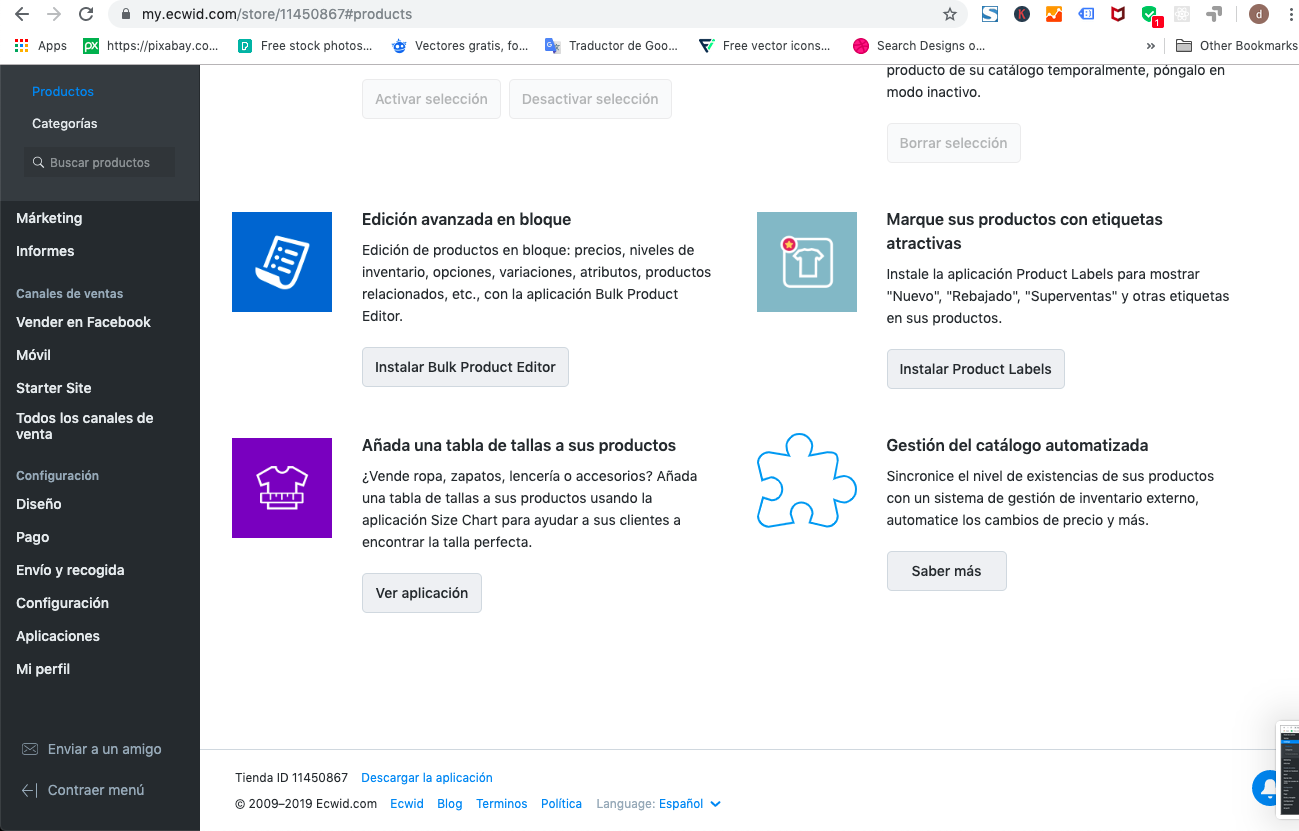 my.ecwid.com/store/11450867#products
1
d
Apps
https://pixabay.co...
Free stock photos...
Vectores gratis, fo...
Traductor de Goo...
Free vector icons...
Search Designs o...
»
Other Bookmarks
Productos
Categorías
Buscar productos
Márketing
Informes
Canales de ventas
Vender en Facebook
Móvil
Starter Site
Todos los canales de
venta
Configuración
Diseño
Pago
Envío y recogida
Configuración
Aplicaciones
Mi perfil
Enviar a un amigo
Contraer menú
Activar selección
Desactivar selección
producto de su catálogo temporalmente, póngalo en
modo inactivo.
Borrar selección
Edición avanzada en bloque
Edición de productos en bloque: precios, niveles de
inventario, opciones, variaciones, atributos, productos
relacionados, etc., con la aplicación Bulk Product
Editor.
Instalar Bulk Product Editor
Marque sus productos con etiquetas
atractivas
Instale la aplicación Product Labels para mostrar
"Nuevo", "Rebajado", "Superventas" y otras etiquetas
en sus productos.
Instalar Product Labels
Añada una tabla de tallas a sus productos
¿Vende ropa, zapatos, lencería o accesorios? Añada
una tabla de tallas a sus productos usando la
aplicación Size Chart para ayudar a sus clientes a
encontrar la talla perfecta.
Ver aplicación
Gestión del catálogo automatizada
Sincronice el nivel de existencias de sus productos
con un sistema de gestión de inventario externo,
automatice los cambios de precio y más.
Saber más
Tienda ID 11450867 Descargar la aplicación
© 2009–2019 Ecwid.com Ecwid Blog Terminos Política Language: Español